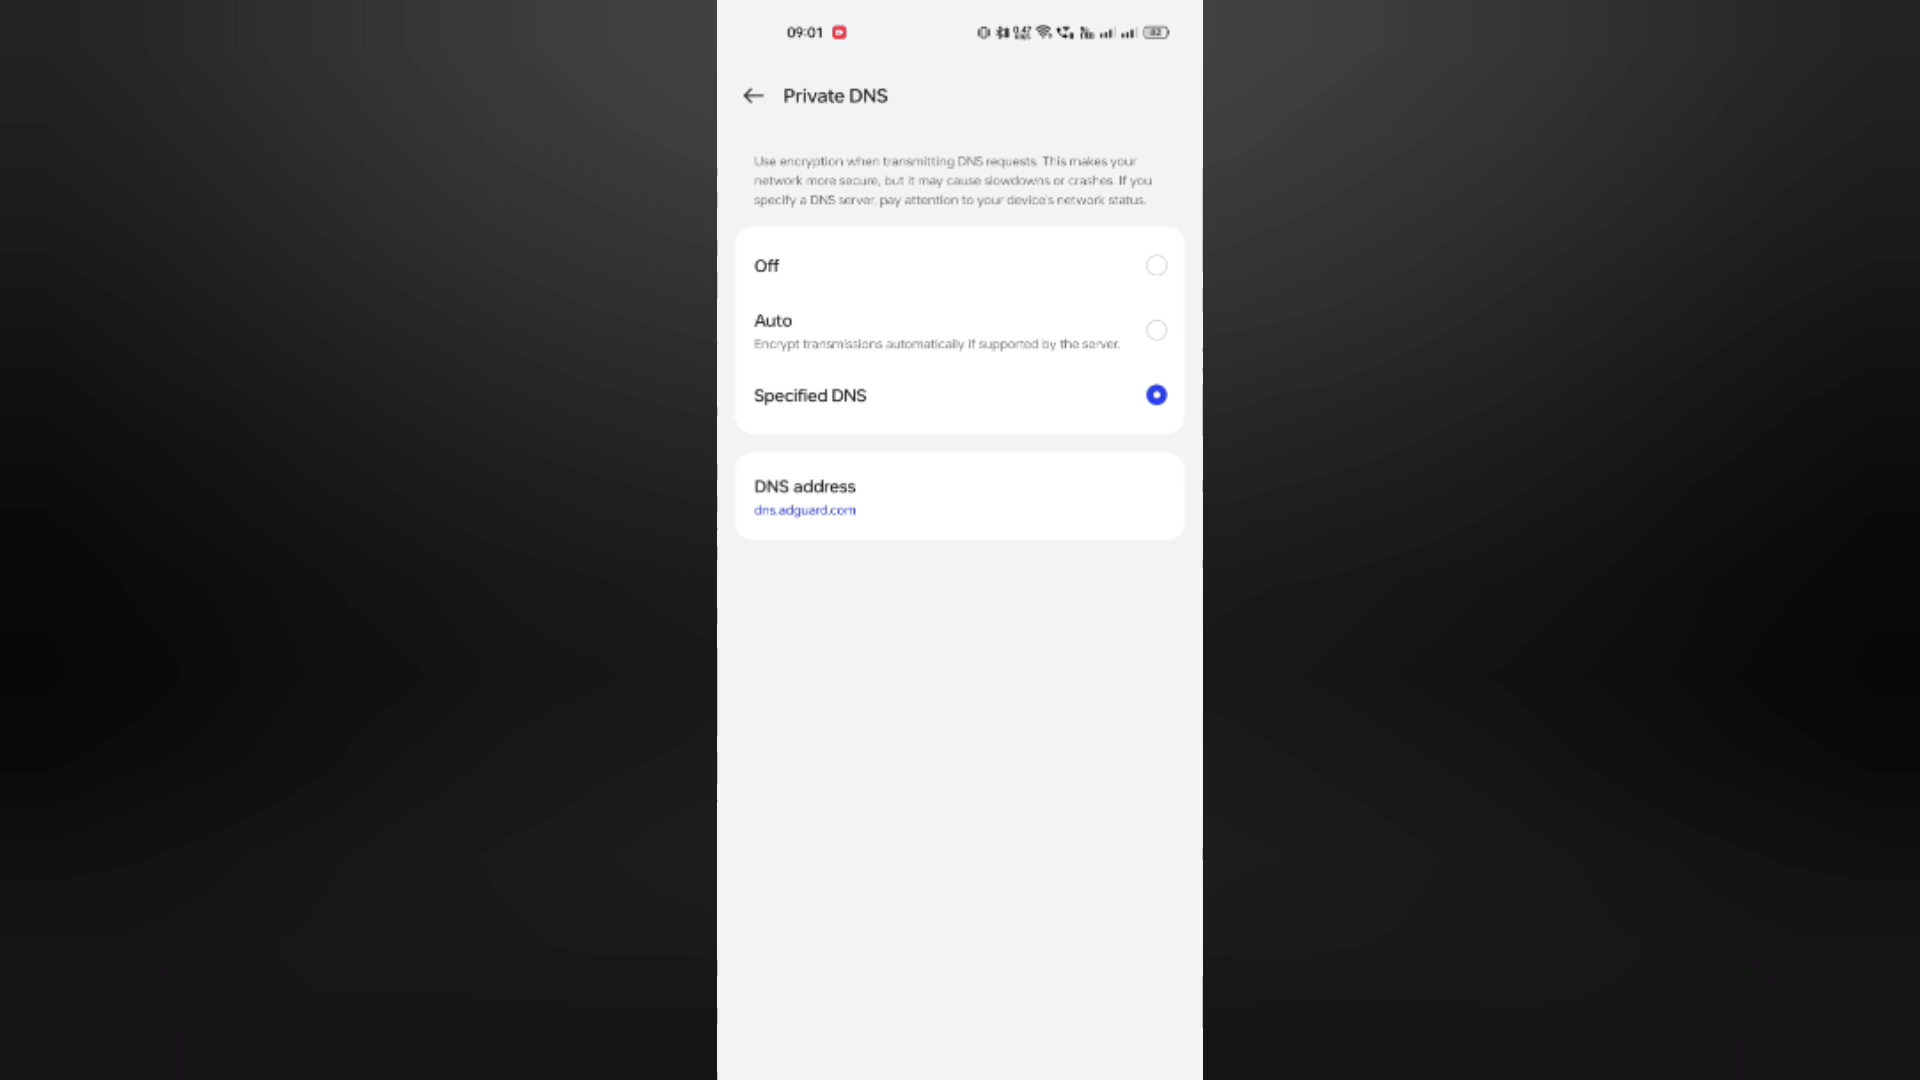 09:01
Private DNS
Use encryption when transmitting DNS requests. This makes your
network more secure, but it may cause slowdowns or crashes. If you
specify a DNS server, pay attention to your device's network status.
Off
Auto
Encrypt transmissions automatically if supported by the server.
Specified DNS
DNS address
dns.adguard.com